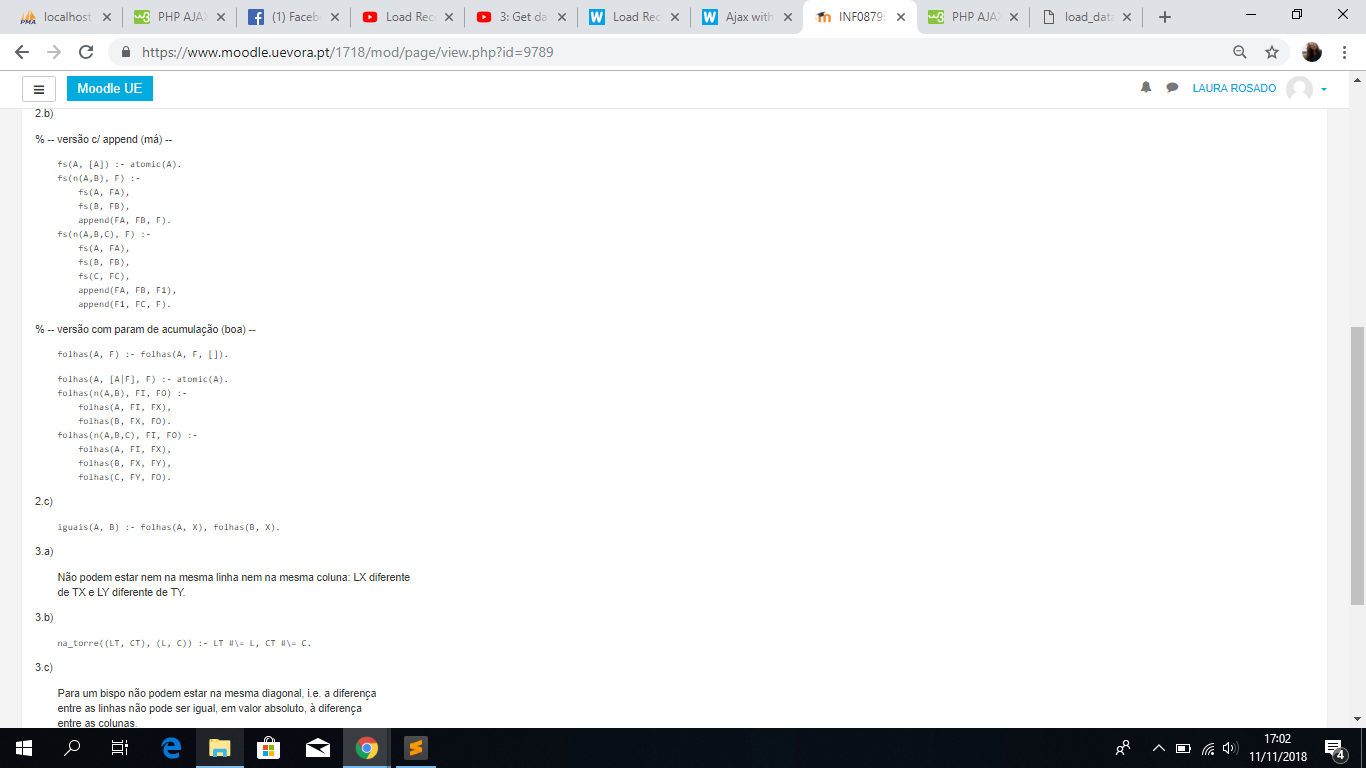 localhost
PHP AJAX
(1) Faceb
Load Rec
3: Get da
Load Rec
Ajax with
INF0879
PHP AJAX
load_data
https://www.moodle.uevora.pt/1718/mod/page/view.php?id=9789
Moodle UE
LAURA ROSADO
2.b)
% -- versão c/ append (má) --
fs(A, [A]) :- atomic(A).
fs(n(A,B), F) :-
fs(A, FA),
fs(B, FB),
append(FA, FB, F).
fs(n(A,B,C), F) :-
fs(A, FA),
fs(B, FB),
fs(C, FC),
append(FA, FB, F1),
append(F1, FC, F).
% -- versão com param de acumulação (boa) --
folhas(A, F) :- folhas(A, F, []).
folhas(A, [A|F], F) :- atomic(A).
folhas(n(A,B), FI, FO) :-
folhas(A, FI, FX),
folhas(B, FX, FO).
folhas(n(A,B,C), FI, FO) :-
folhas(A, FI, FX),
folhas(B, FX, FY),
folhas(C, FY, FO).
2.c)
iguais(A, B) :- folhas(A, X), folhas(B, X).
3.a)
Não podem estar nem na mesma linha nem na mesma coluna: LX diferente
de TX e LY diferente de TY.
3.b)
na_torre((LT, CT), (L, C)) :- LT #\= L, CT #\= C.
3.c)
Para um bispo não podem estar na mesma diagonal, i.e. a diferença
entre as linhas não pode ser igual, em valor absoluto, à diferença
entre as colunas.
17:02
11/11/2018
4